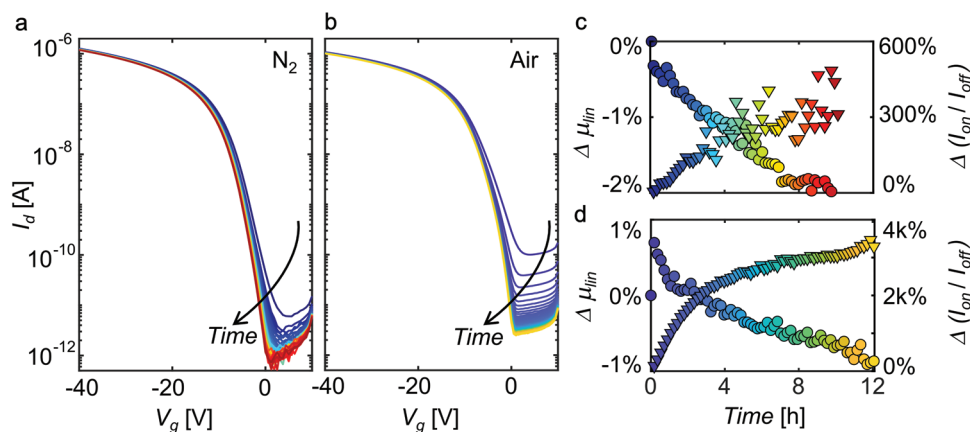 a
N₂
10⁻⁶
10⁻⁸
10⁻¹⁰
10⁻¹²
I_d [A]
Time
-40
-20
0
V_g [V]
b
Air
Time
-40
-20
0
V_g [V]
c
0%
-1%
-2%
Δ μ_lin
600%
300%
0%
Δ (I_on / I_off)
d
1%
0%
-1%
Δ μ_lin
4k%
2k%
0%
Δ (I_on / I_off)
0
4
8
12
Time [h]